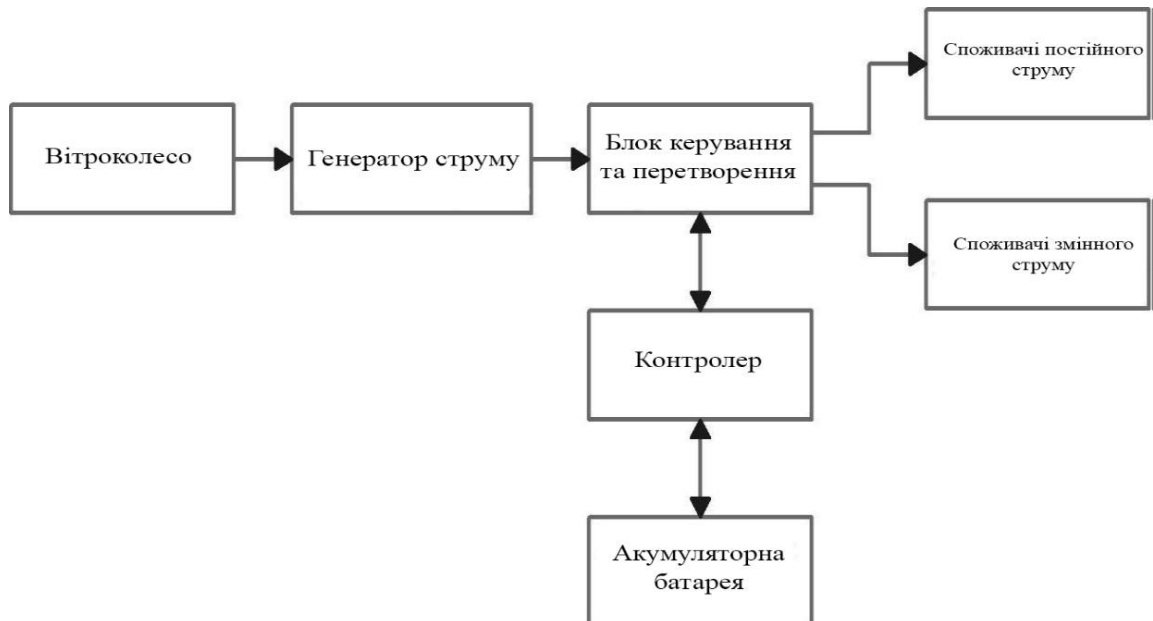 Споживачі постійного
струму
Вітроколесо
Генератор струму
Блок керування
та перетворення
Споживачі змінного
струму
Контролер
Акумуляторна
батарея